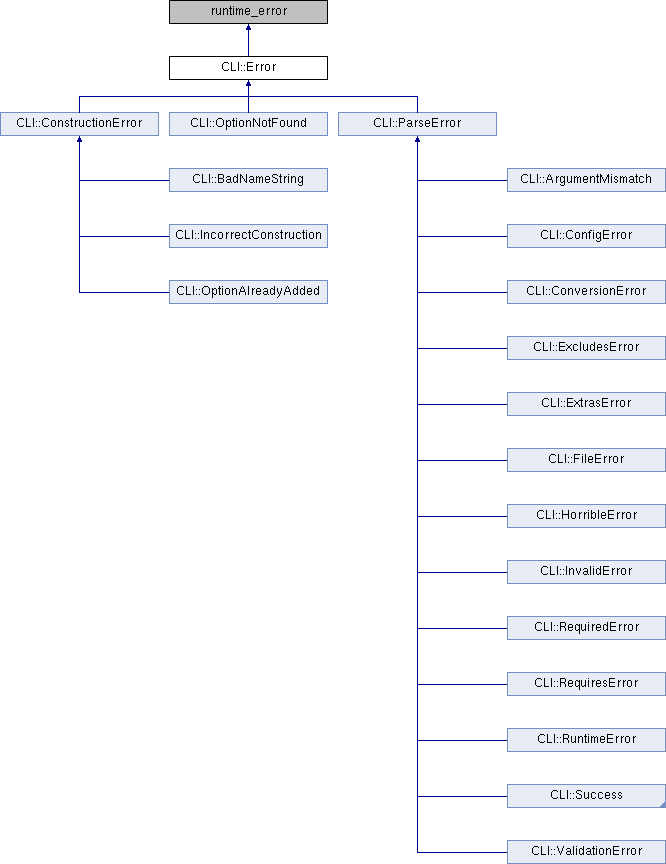 runtime_error
CLI::Error
CLI::ConstructionError
CLI::OptionNotFound
CLI::ParseError
CLI::BadNameString
CLI::ArgumentMismatch
CLI::IncorrectConstruction
CLI::ConfigError
CLI::OptionAlreadyAdded
CLI::ConversionError
CLI::ExcludesError
CLI::ExtrasError
CLI::FileError
CLI::HorribleError
CLI::InvalidError
CLI::RequiredError
CLI::RequiresError
CLI::RuntimeError
CLI::Success
CLI::ValidationError